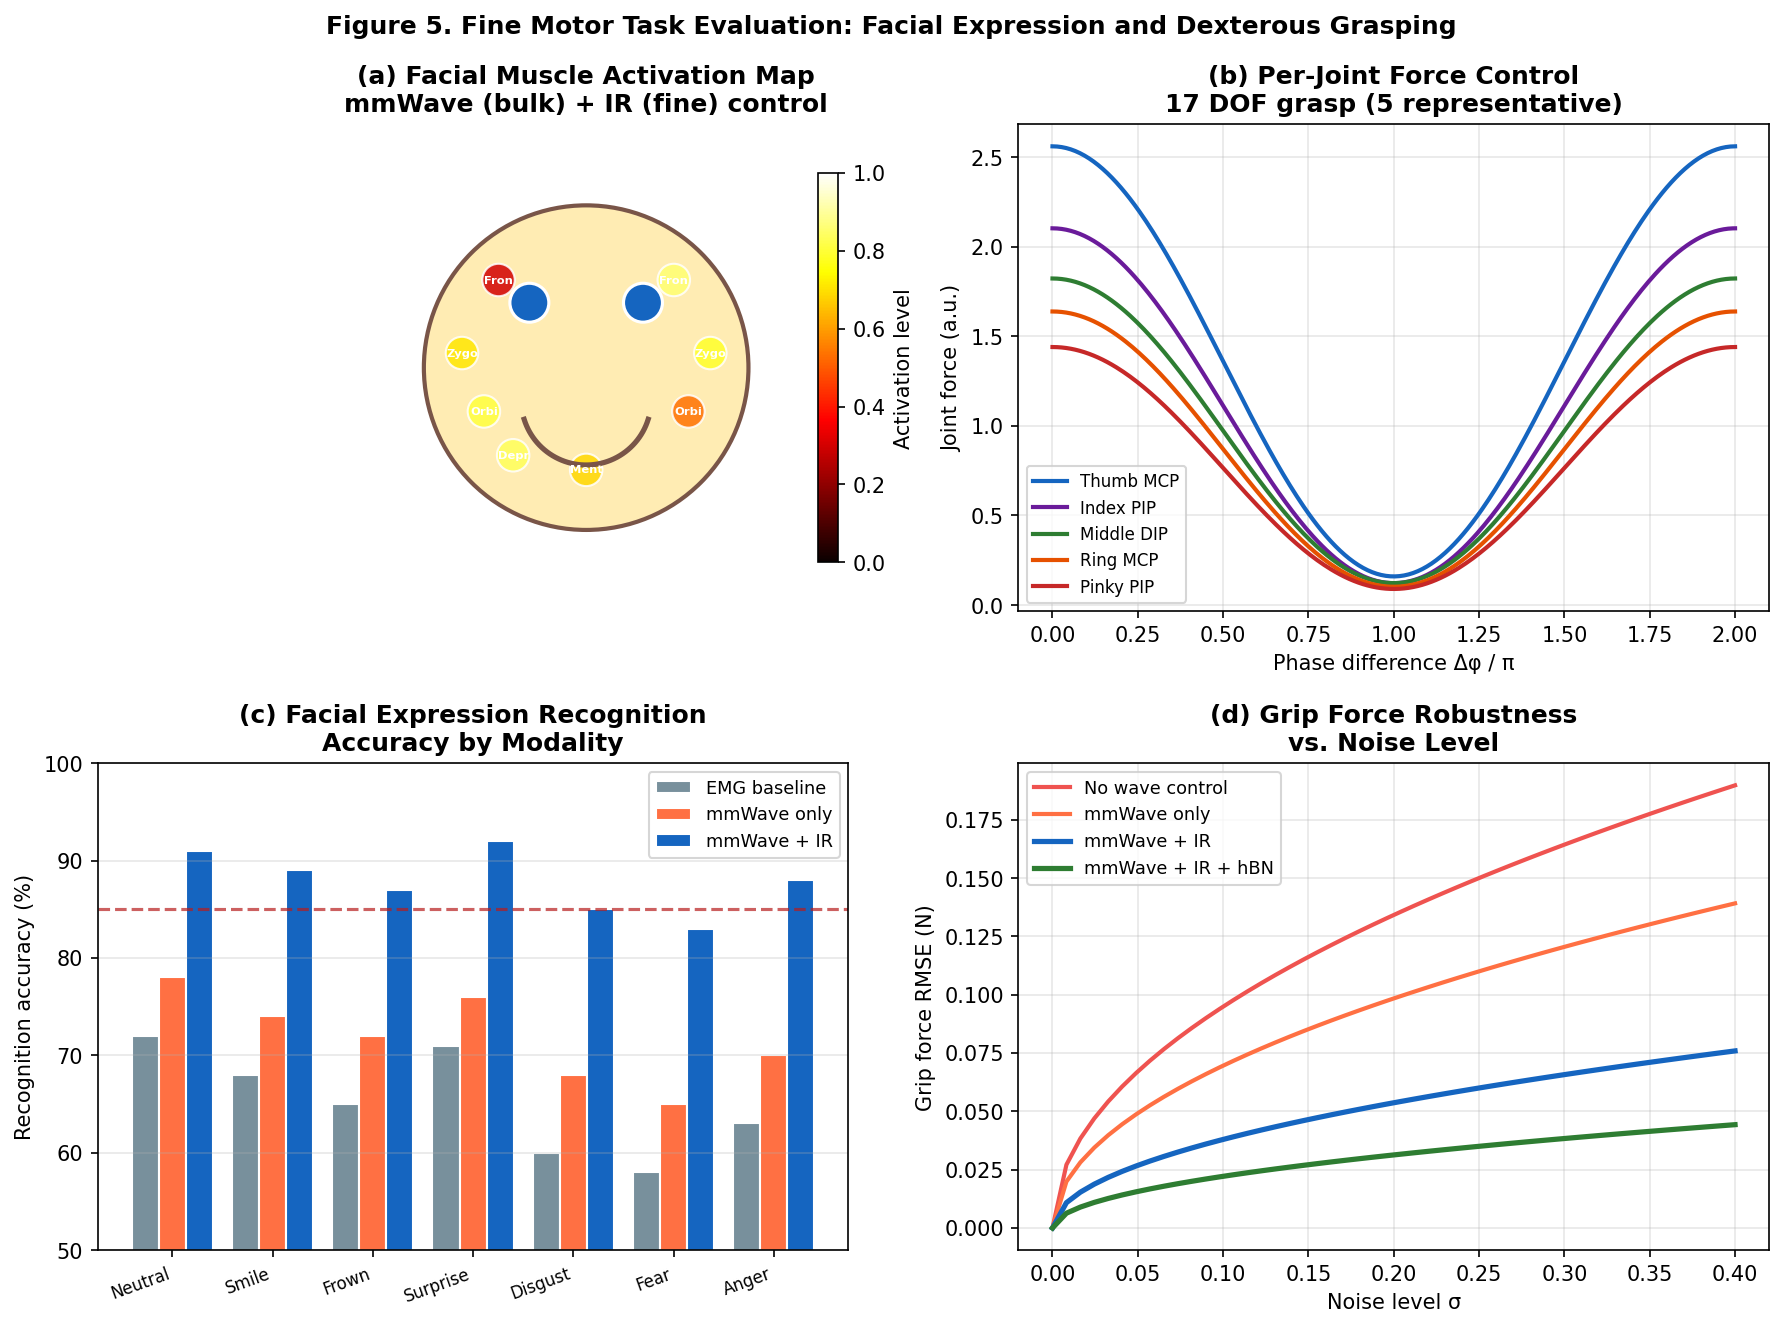 Figure 5. Fine Motor Task Evaluation: Facial Expression and Dexterous Grasping
(a) Facial Muscle Activation Map
mmWave (bulk) + IR (fine) control
Fron
Fron
Zygo
Zygo
Orbi
Orbi
Depr
Ment
1.0
0.8
0.6
0.4
0.2
0.0
Activation level
(b) Per-Joint Force Control
17 DOF grasp (5 representative)
2.5
2.0
1.5
1.0
0.5
0.0
Joint force (a.u.)
Thumb MCP
Index PIP
Middle DIP
Ring MCP
Pinky PIP
0.00 0.25 0.50 0.75 1.00 1.25 1.50 1.75 2.00
Phase difference Δφ / π
(c) Facial Expression Recognition
Accuracy by Modality
100
90
80
70
60
50
Recognition accuracy (%)
EMG baseline
mmWave only
mmWave + IR
Neutral Smile Frown Surprise Disgust Fear Anger
(d) Grip Force Robustness
vs. Noise Level
0.175
0.150
0.125
0.100
0.075
0.050
0.025
0.000
Grip force RMSE (N)
No wave control
mmWave only
mmWave + IR
mmWave + IR + hBN
0.00 0.05 0.10 0.15 0.20 0.25 0.30 0.35 0.40
Noise level σ